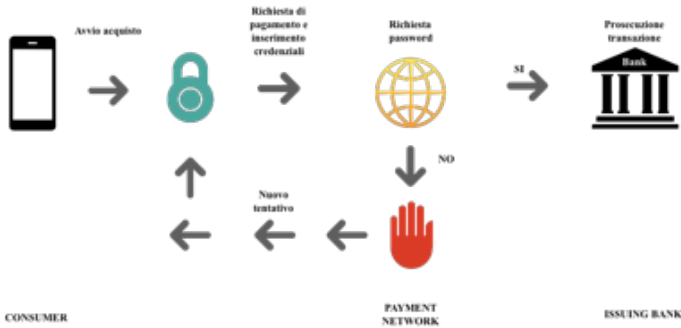 Avvio acquisto
Richiesta di
pagamento e
inserimento
credenziali
Richiesta
password
Prosecuzione
transazione
Bank
SI
NO
Nuovo
tentativo
CONSUMER
PAYMENT
NETWORK
ISSUING BANK